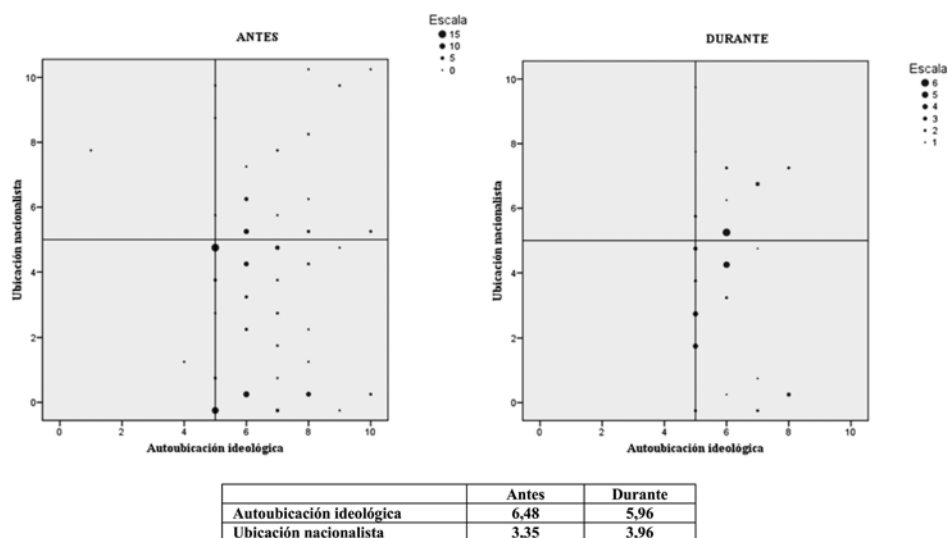 ANTES
Escala
15
10
5
0
Ubicación nacionalista
10
8
6
4
2
0
0 2 4 6 8 10
Autoubicación ideológica
DURANTE
Escala
6
5
4
3
2
1
Ubicación nacionalista
10
8
6
4
2
0
0 2 4 6 8 10
Autoubicación ideológica
Antes Durante
Autoubicación ideológica 6,48 5,96
Ubicación nacionalista 3,35 3,96